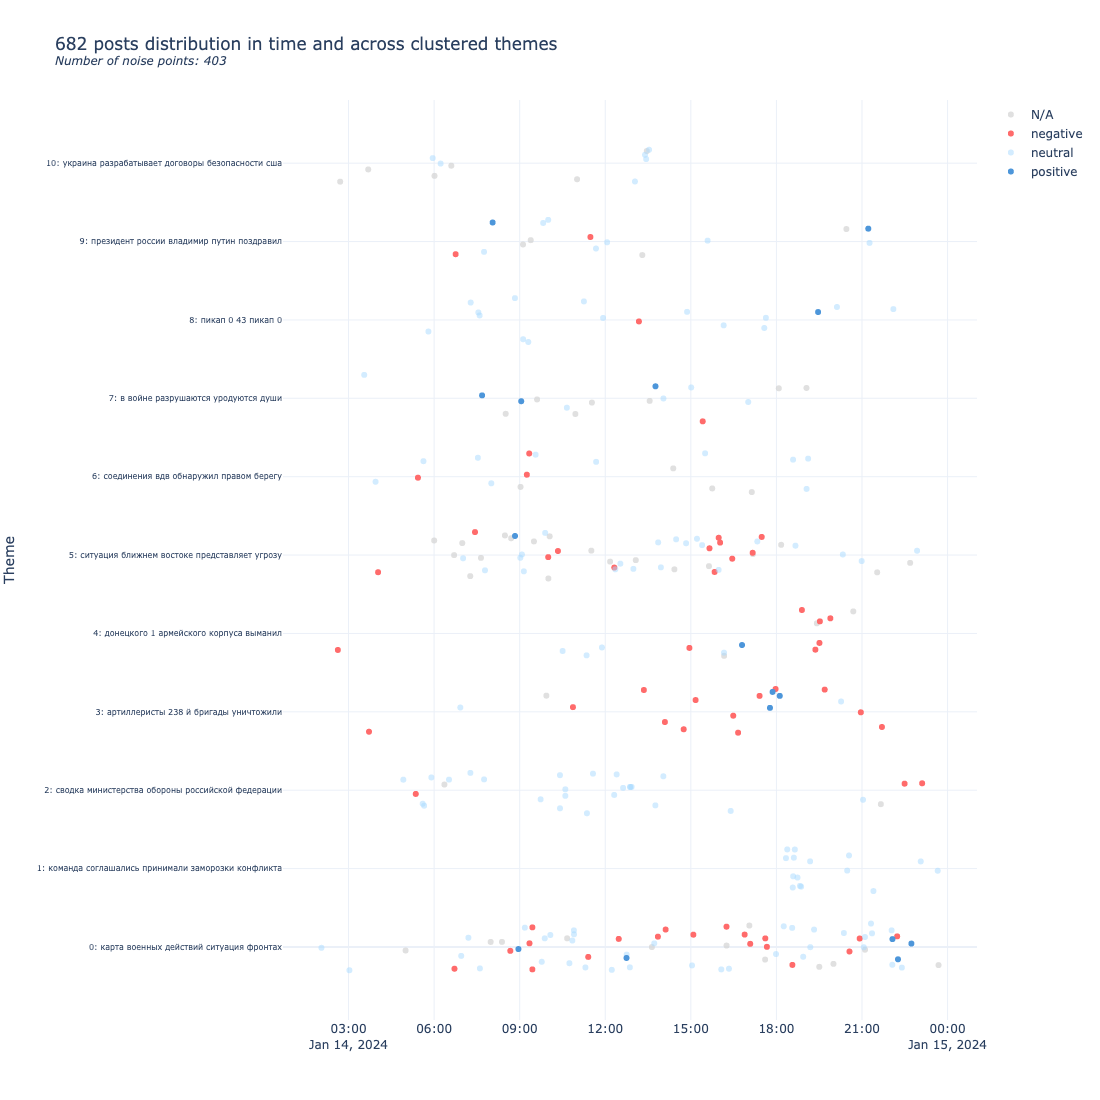 682 posts distribution in time and across clustered themes
Number of noise points: 403
N/A
negative
neutral
positive
Theme
10: украина разрабатывает договоры безопасности сша
9: президент россии владимир путин поздравил
8: пикап 0 43 пикап 0
7: в войне разрушаются уродуются души
6: соединения вдв обнаружил правом берегу
5: ситуация ближнем востоке представляет угрозу
4: донецкого 1 армейского корпуса выманил
3: артиллеристы 238 й бригады уничтожили
2: сводка министерства обороны российской федерации
1: команда соглашались принимали заморозки конфликта
0: карта военных действий ситуация фронтах
03:00 06:00 09:00 12:00 15:00 18:00 21:00 00:00
Jan 14, 2024 Jan 15, 2024